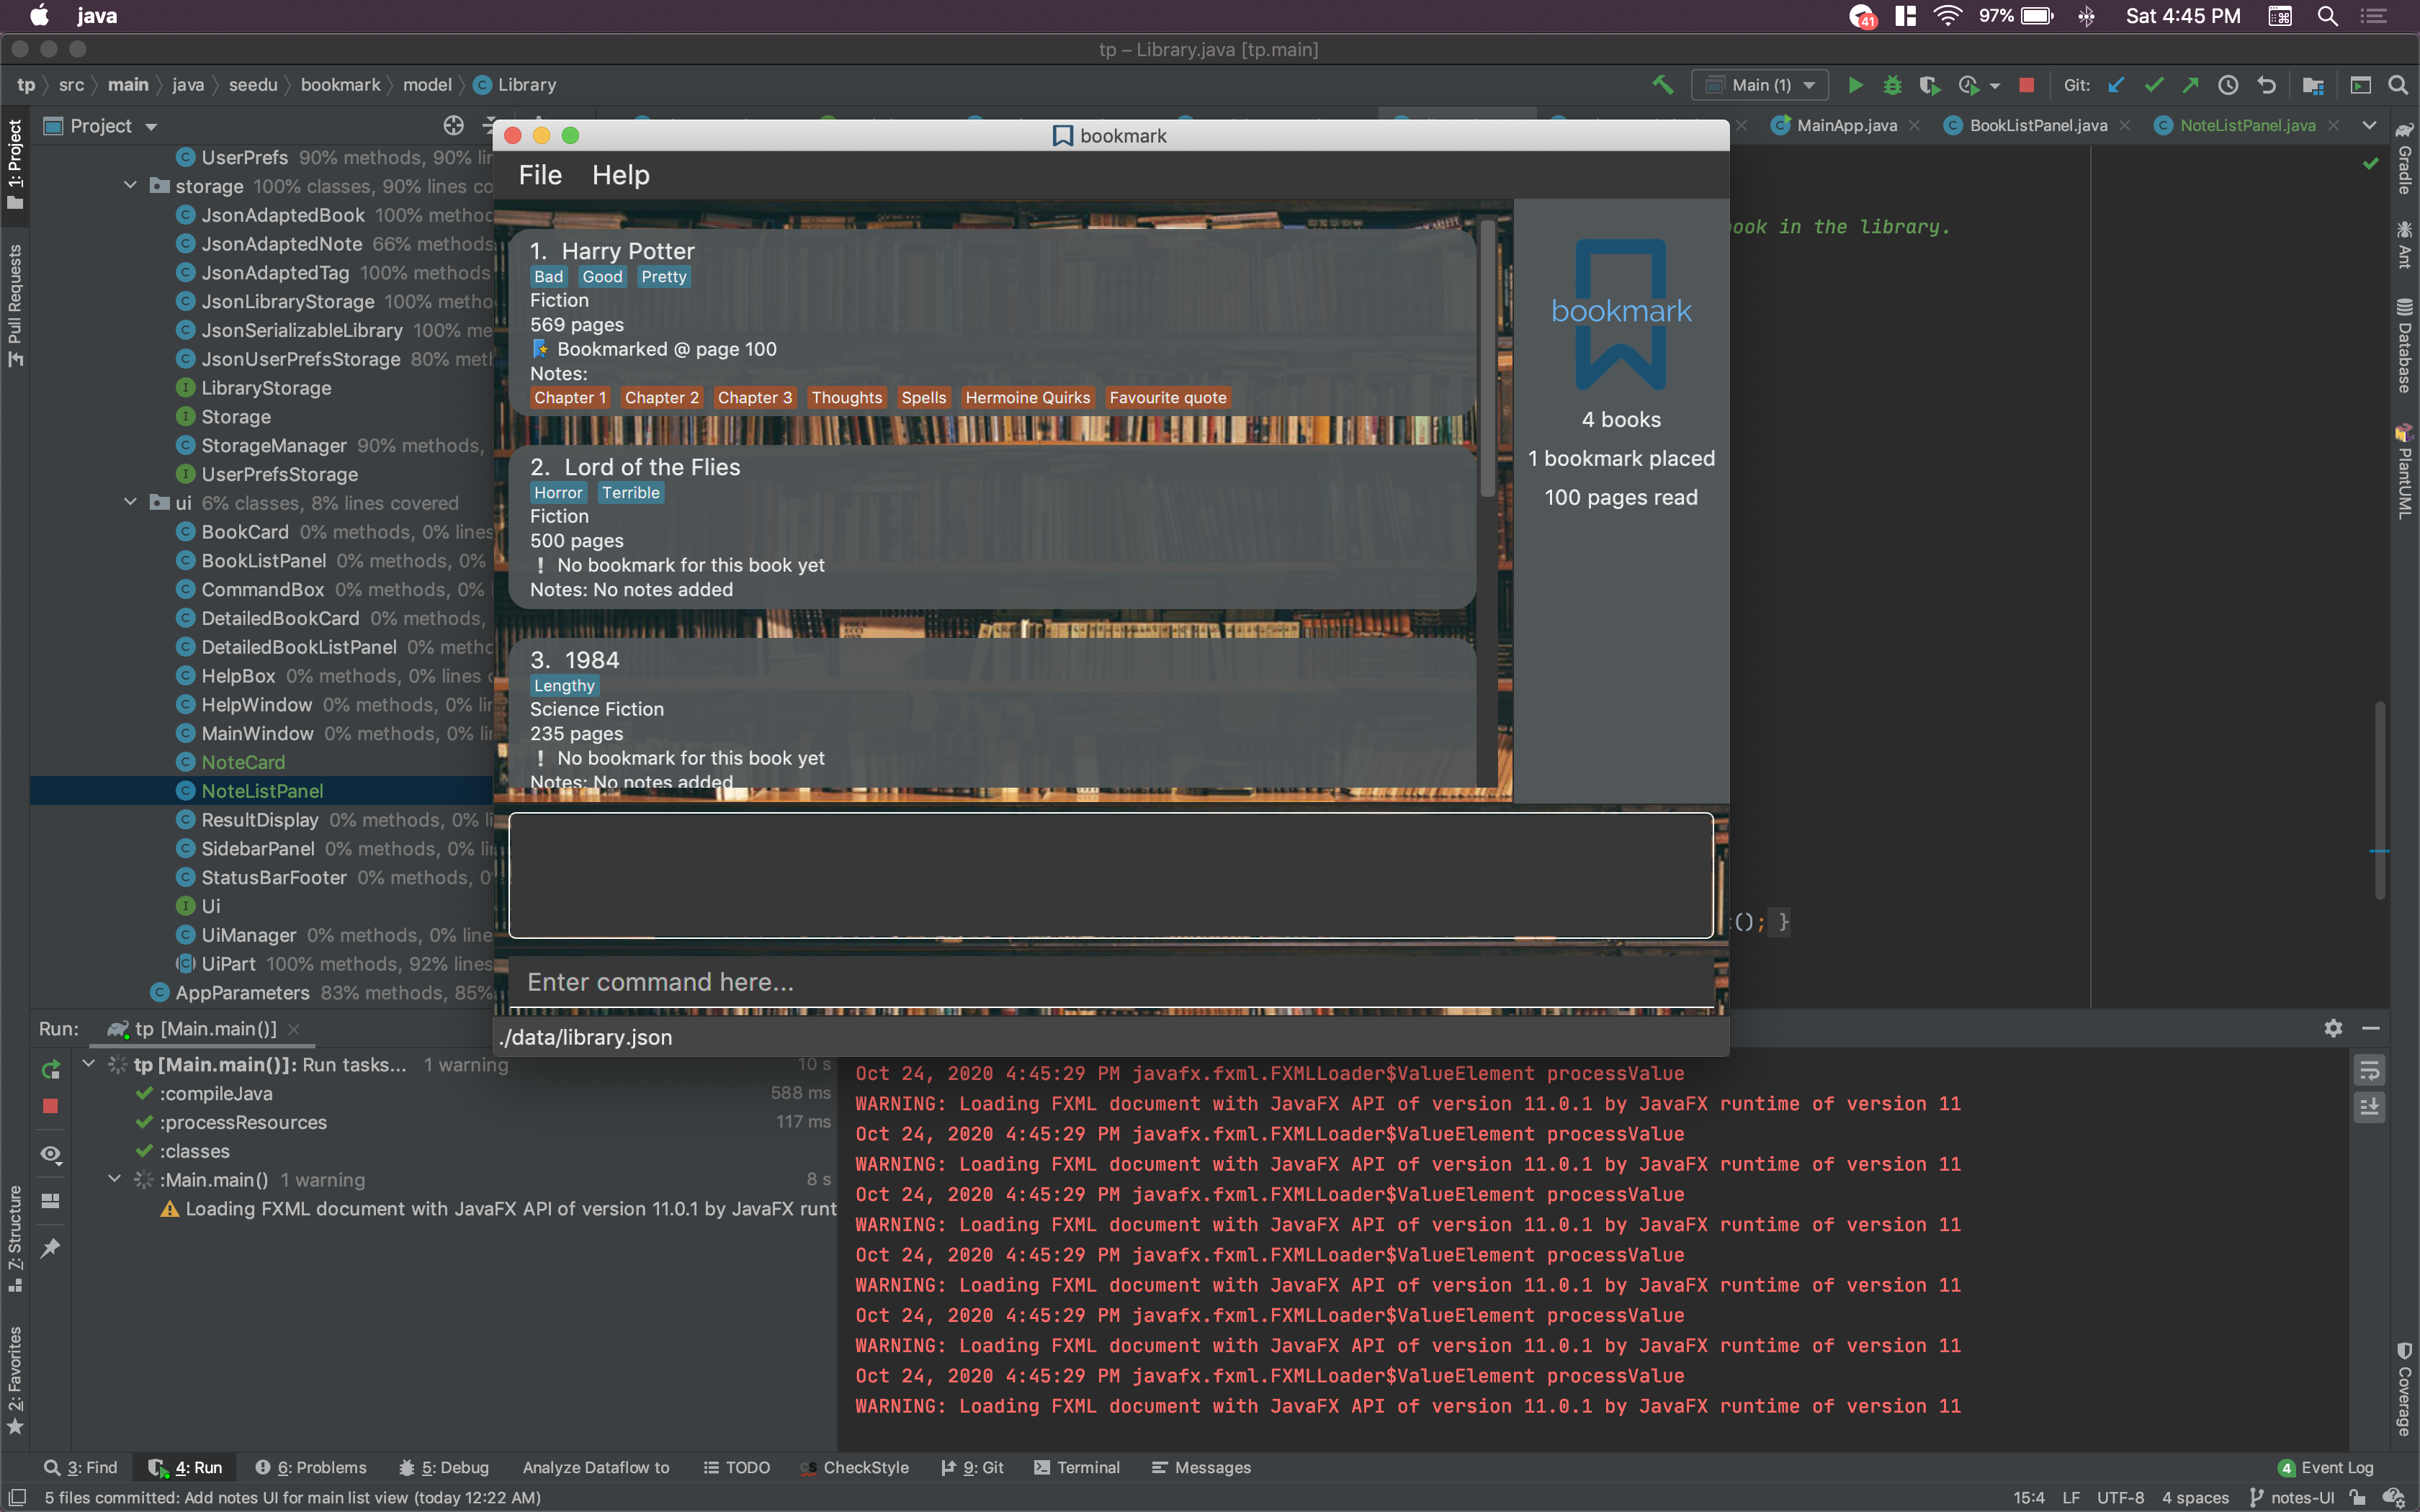 java
41
97%
Sat 4:45 PM
tp – Library.java [tp.main]
tp
src
main
java
seedu
bookmark
model
Library
Main (1)
Git:
Project
MainApp.java
BookListPanel.java
NoteListPanel.java
1: Project
Pull Requests
7: Structure
2: Favorites
Gradle
Ant
Database
PlantUML
Coverage
UserPrefs 90% methods, 90% lin
storage 100% classes, 90% lines co
JsonAdaptedBook 100% method
JsonAdaptedNote 66% methods
JsonAdaptedTag 100% methods
JsonLibraryStorage 100% metho
JsonSerializableLibrary 100% me
JsonUserPrefsStorage 80% meth
LibraryStorage
Storage
StorageManager 90% methods,
UserPrefsStorage
ui 6% classes, 8% lines covered
BookCard 0% methods, 0% lines
BookListPanel 0% methods, 0%
CommandBox 0% methods, 0%
DetailedBookCard 0% methods,
DetailedBookListPanel 0% metho
HelpBox 0% methods, 0% lines
HelpWindow 0% methods, 0% li
MainWindow 0% methods, 0% li
NoteCard
NoteListPanel
ResultDisplay 0% methods, 0% li
SidebarPanel 0% methods, 0% li
StatusBarFooter 0% methods, 0%
Ui
UiManager 0% methods, 0% line
UiPart 100% methods, 92% lines
AppParameters 83% methods, 85%
ook in the library.
(); }
bookmark
File Help
1. Harry Potter
Bad Good Pretty
Fiction
569 pages
Bookmarked @ page 100
Notes:
Chapter 1 Chapter 2 Chapter 3 Thoughts Spells Hermoine Quirks Favourite quote
2. Lord of the Flies
Horror Terrible
Fiction
500 pages
! No bookmark for this book yet
Notes: No notes added
3. 1984
Lengthy
Science Fiction
235 pages
! No bookmark for this book yet
Notes: No notes added
bookmark
4 books
1 bookmark placed
100 pages read
Enter command here...
./data/library.json
Run: tp [Main.main()]
tp [Main.main()]: Run tasks... 1 warning 10 s
:compileJava 588 ms
:processResources 117 ms
:classes
:Main.main() 1 warning 8 s
Loading FXML document with JavaFX API of version 11.0.1 by JavaFX runt
Oct 24, 2020 4:45:29 PM javafx.fxml.FXMLLoader$ValueElement processValue
WARNING: Loading FXML document with JavaFX API of version 11.0.1 by JavaFX runtime of version 11
Oct 24, 2020 4:45:29 PM javafx.fxml.FXMLLoader$ValueElement processValue
WARNING: Loading FXML document with JavaFX API of version 11.0.1 by JavaFX runtime of version 11
Oct 24, 2020 4:45:29 PM javafx.fxml.FXMLLoader$ValueElement processValue
WARNING: Loading FXML document with JavaFX API of version 11.0.1 by JavaFX runtime of version 11
Oct 24, 2020 4:45:29 PM javafx.fxml.FXMLLoader$ValueElement processValue
WARNING: Loading FXML document with JavaFX API of version 11.0.1 by JavaFX runtime of version 11
Oct 24, 2020 4:45:29 PM javafx.fxml.FXMLLoader$ValueElement processValue
WARNING: Loading FXML document with JavaFX API of version 11.0.1 by JavaFX runtime of version 11
Oct 24, 2020 4:45:29 PM javafx.fxml.FXMLLoader$ValueElement processValue
WARNING: Loading FXML document with JavaFX API of version 11.0.1 by JavaFX runtime of version 11
3: Find 4: Run 6: Problems 5: Debug Analyze Dataflow to TODO CheckStyle 9: Git Terminal Messages 4 Event Log
5 files committed: Add notes UI for main list view (today 12:22 AM) 15:4 LF UTF-8 4 spaces notes-UI